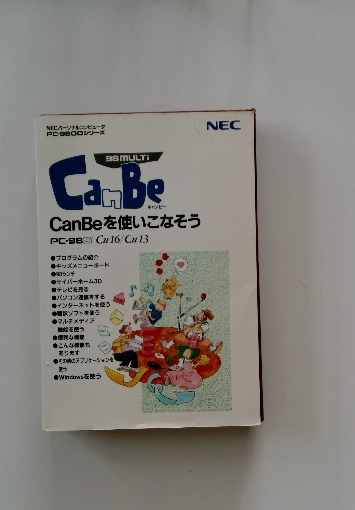 NECパーソナルコンピュータ
PC-9800シリーズ
NEC
98MULTi
CanBe
キャンビー
CanBeを使いこなそう
PC-9821 Cu16/Cu13
●プログラムの紹介
●キッズメニューボード
●98ランチ
●サイバーホーム3D
●テレビを見る
●パソコン通信をする
●インターネットを使う
●翻訳ソフトを使う
●マルチメディア
機能を使う
●便利な機能
●こんな機能も
あります
●その他のアプリケーションを
使う
●Windowsを使う